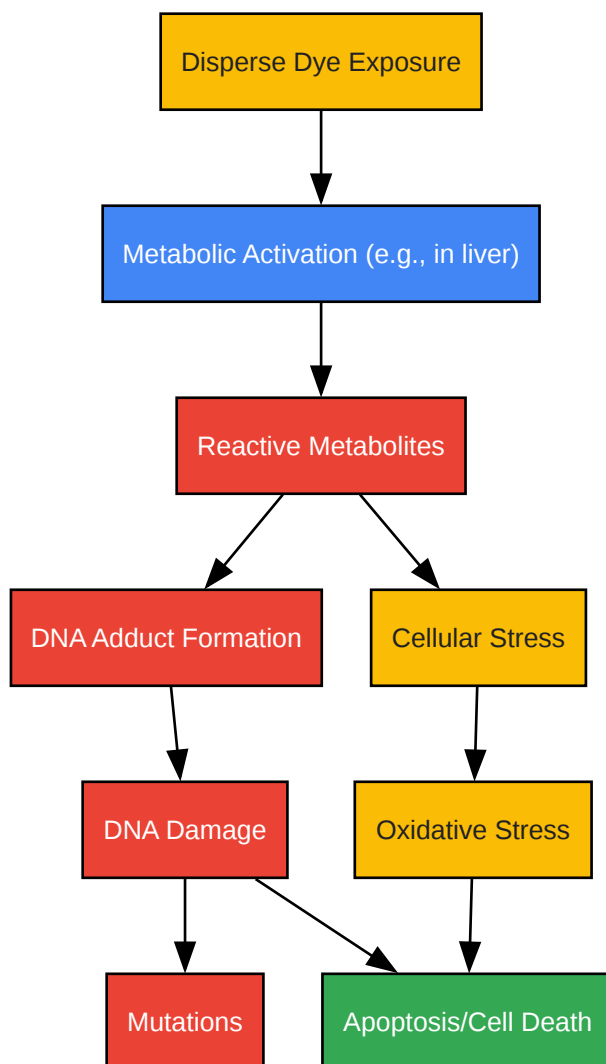 Disperse Dye Exposure
Metabolic Activation (e.g., in liver)
Reactive Metabolites
DNA Adduct Formation
Cellular Stress
DNA Damage
Oxidative Stress
Mutations
Apoptosis/Cell Death